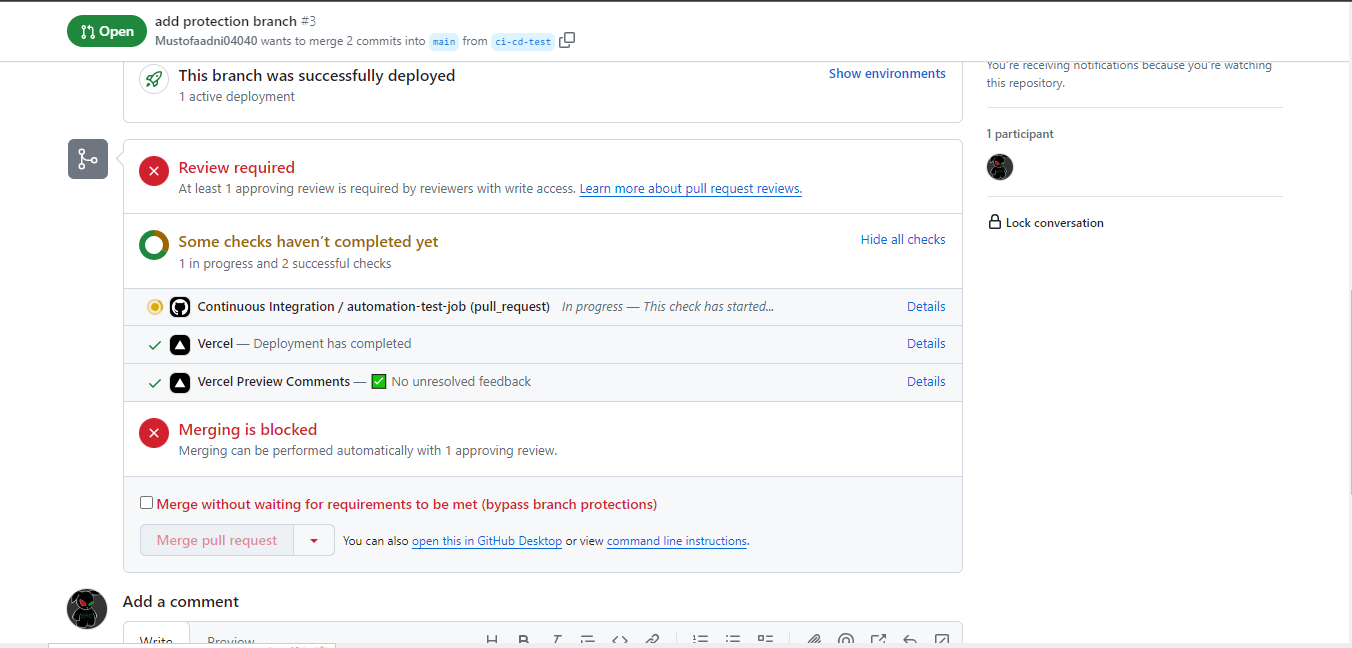 Open
add protection branch #3
Mustofaadni04040 wants to merge 2 commits into main from ci-cd-test
This branch was successfully deployed
1 active deployment
Show environments
You're receiving notifications because you're watching
this repository.
1 participant
Lock conversation
Review required
At least 1 approving review is required by reviewers with write access. Learn more about pull request reviews.
Some checks haven't completed yet
1 in progress and 2 successful checks
Hide all checks
Continuous Integration / automation-test-job (pull_request) In progress — This check has started...
Details
Vercel — Deployment has completed
Details
Vercel Preview Comments — ✅ No unresolved feedback
Details
Merging is blocked
Merging can be performed automatically with 1 approving review.
Merge without waiting for requirements to be met (bypass branch protections)
Merge pull request
You can also open this in GitHub Desktop or view command line instructions.
Add a comment
Write
Preview